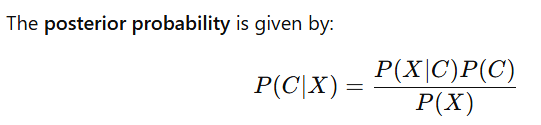 The posterior probability is given by:
P(C|X) = P(X|C)P(C) / P(X)